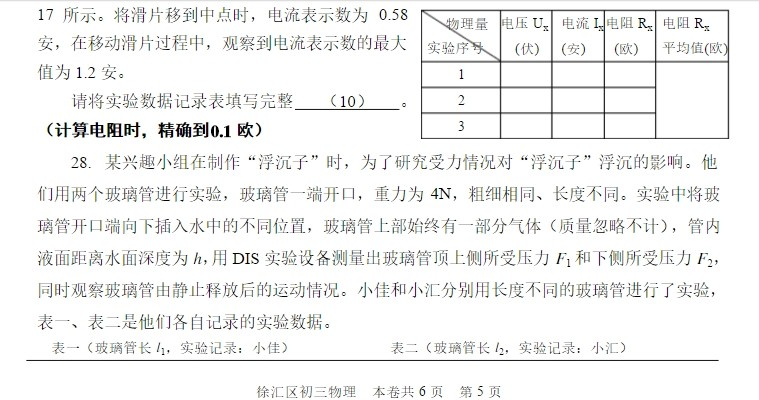 17 所示。将滑片移到中点时，电流表示数为 0.58
安，在移动滑片过程中，观察到电流表示数的最大
值为 1.2 安。
请将实验数据记录表填写完整 （10） 。
（计算电阻时，精确到0.1 欧）
物理量 电压 Ux 电流 Ix 电阻 Rx 电阻 Rx
实验序号 (伏) (安) (欧) 平均值(欧)
1
2
3
28. 某兴趣小组在制作“浮沉子”时，为了研究受力情况对“浮沉子”浮沉的影响。他
们用两个玻璃管进行实验，玻璃管一端开口，重力为 4N，粗细相同、长度不同。实验中将玻
璃管开口端向下插入水中的不同位置，玻璃管上部始终有一部分气体（质量忽略不计），管内
液面距离水面深度为 h，用 DIS 实验设备测量出玻璃管顶上侧所受压力 F1 和下侧所受压力 F2，
同时观察玻璃管由静止释放后的运动情况。小佳和小汇分别用长度不同的玻璃管进行了实验，
表一、表二是他们各自记录的实验数据。
表一（玻璃管长 l1，实验记录：小佳） 表二（玻璃管长 l2，实验记录：小汇）
徐汇区初三物理 本卷共 6 页 第 5 页